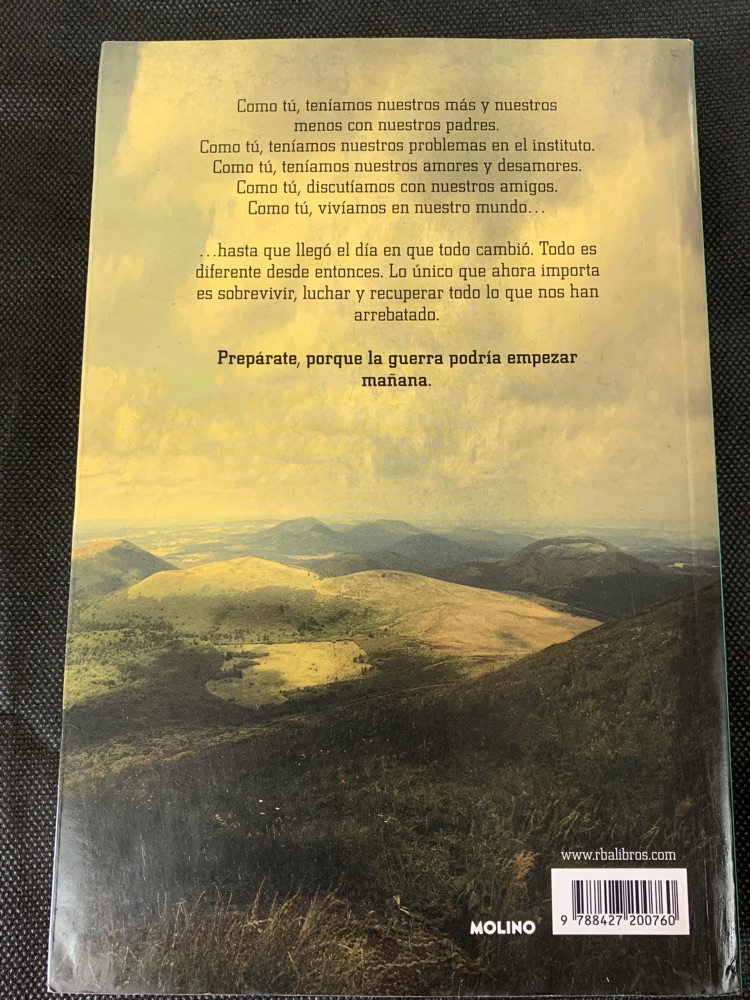 Como tú, teníamos nuestros más y nuestros
menos con nuestros padres.
Como tú, teníamos nuestros problemas en el instituto.
Como tú, teníamos nuestros amores y desamores.
Como tú, discutíamos con nuestros amigos.
Como tú, vivíamos en nuestro mundo...
...hasta que llegó el día en que todo cambió. Todo es
diferente desde entonces. Lo único que ahora importa
es sobrevivir, luchar y recuperar todo lo que nos han
arrebatado.
Prepárate, porque la guerra podría empezar
mañana.
www.rbalibros.com
MOLINO
9 788427 200760